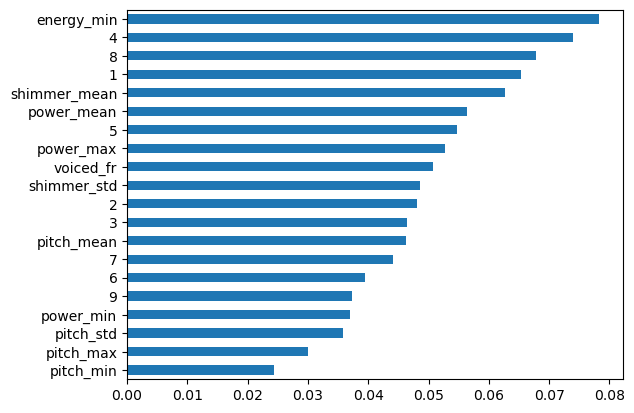 energy_min
4
8
1
shimmer_mean
power_mean
5
power_max
voiced_fr
shimmer_std
2
3
pitch_mean
7
6
9
power_min
pitch_std
pitch_max
pitch_min
0.00 0.01 0.02 0.03 0.04 0.05 0.06 0.07 0.08